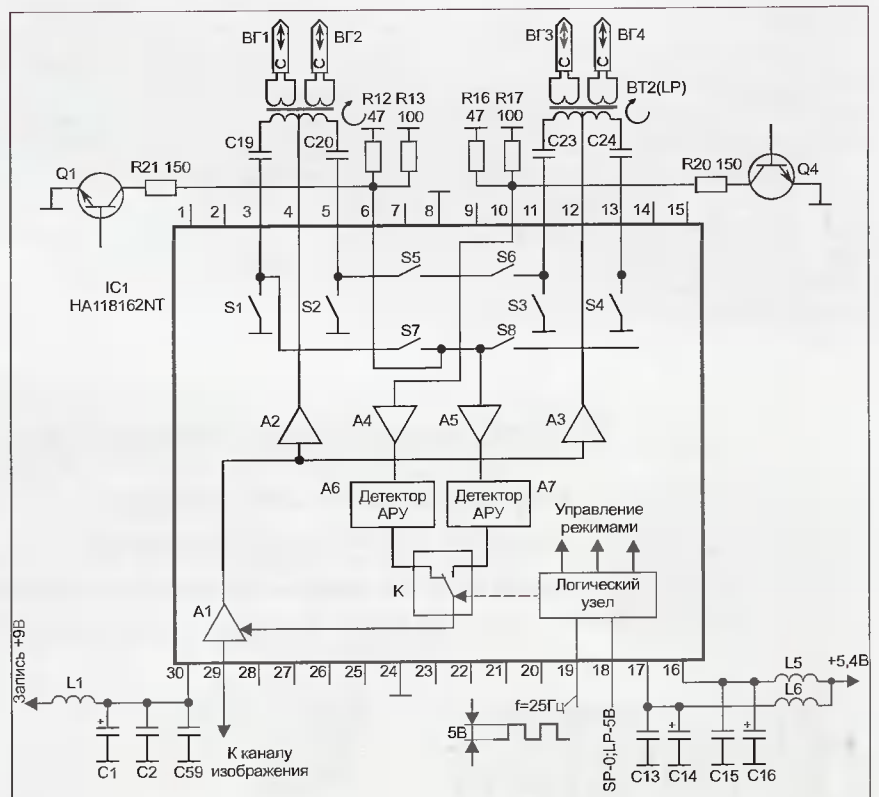 ВГ1 ВГ2 ВГ3 ВГ4
BT2(LP)
R12 R13 R16 R17
47 100 47 100
C19 C20 C23 C24
Q1 R21 150 R20 150 Q4
1 2 3 4 5 6 7 8 9 10 11 12 13 14 15
IC1
HA118162NT
S5 S6
S1 S2 S3 S4
S7 S8
A2 A4 A5 A3
A6 Детектор АРУ
Детектор АРУ A7
Управление
режимами
K
Логический
узел
A1
30 29 28 27 26 25 24 23 22 21 20 19 18 17 16
Запись +9В
L1
L5
+5,4В
L6
f=25Гц
5В
SP-0;LP-5В
К каналу
изображения
C1 C2 C59
C13 C14 C15 C16
+ + +